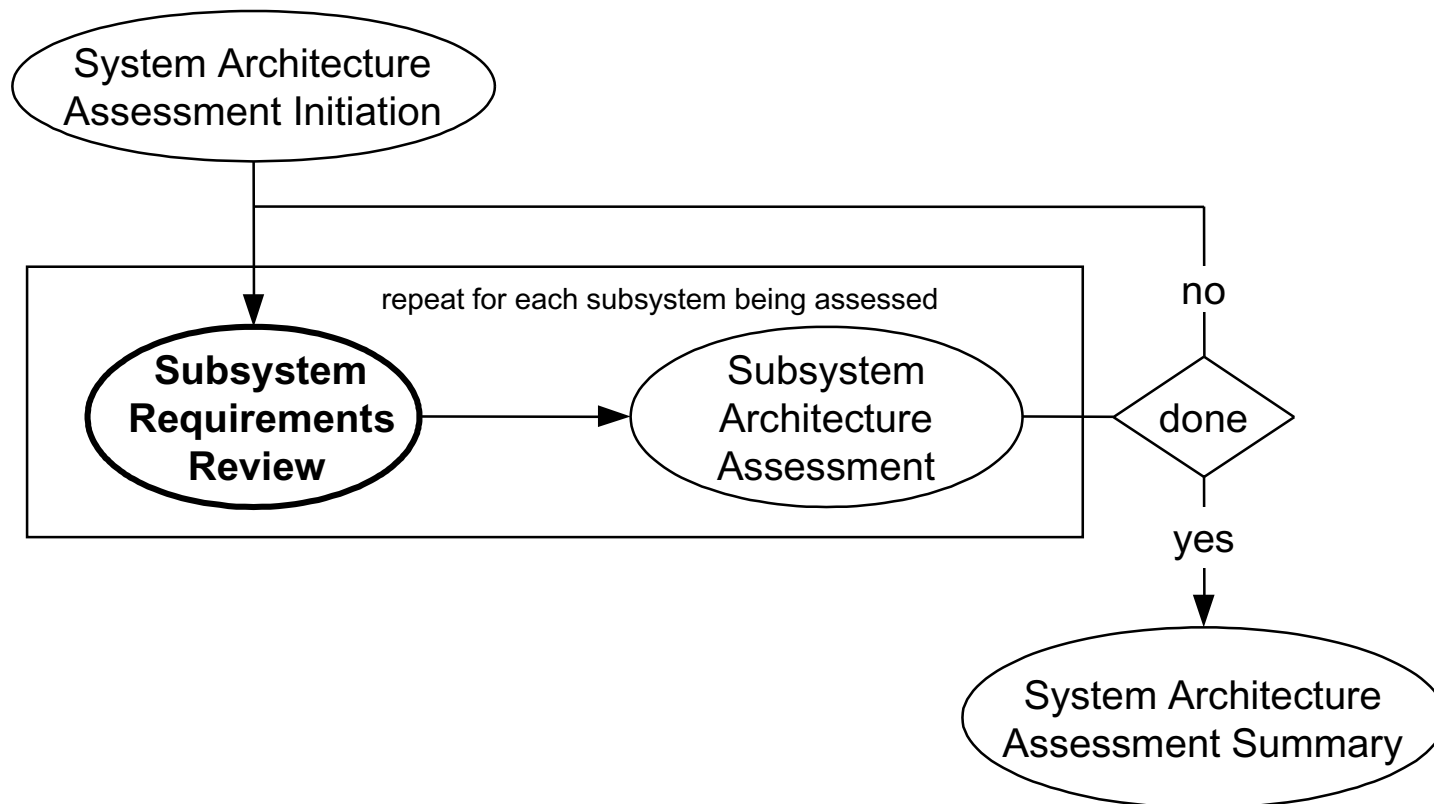 System Architecture
Assessment Initiation
no
repeat for each subsystem being assessed
Subsystem
Requirements
Review
Subsystem
Architecture
Assessment
done
yes
System Architecture
Assessment Summary